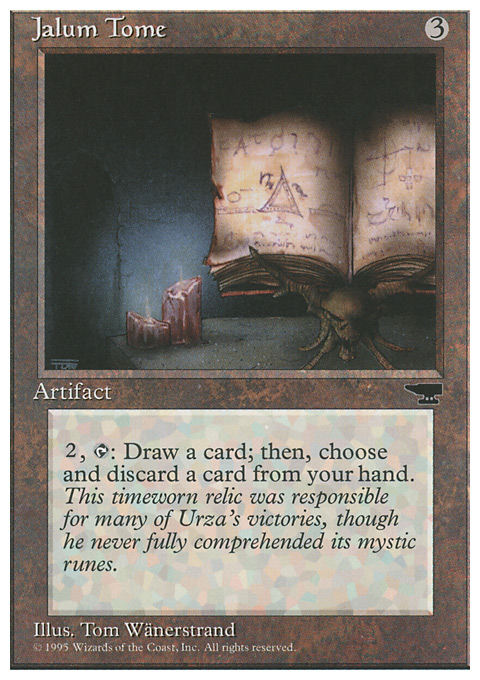 Jalum Tome 3
Artifact
2, : Draw a card; then, choose
and discard a card from your hand.
This timeworn relic was responsible
for many of Urza's victories, though
he never fully comprehended its mystic
runes.
Illus. Tom Wänerstrand
© 1995 Wizards of the Coast, Inc. All rights reserved.